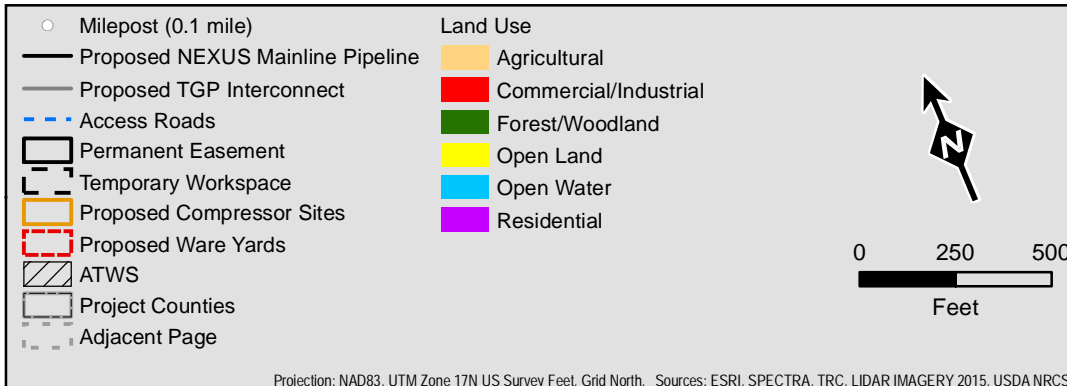 Milepost (0.1 mile)
Proposed NEXUS Mainline Pipeline
Proposed TGP Interconnect
Access Roads
Permanent Easement
Temporary Workspace
Proposed Compressor Sites
Proposed Ware Yards
ATWS
Project Counties
Adjacent Page
Land Use
Agricultural
Commercial/Industrial
Forest/Woodland
Open Land
Open Water
Residential
N
0 250 500
Feet
Projection: NAD83, UTM Zone 17N US Survey Feet, Grid North. Sources: ESRI, SPECTRA, TRC, LIDAR IMAGERY 2015, USDA NRCS